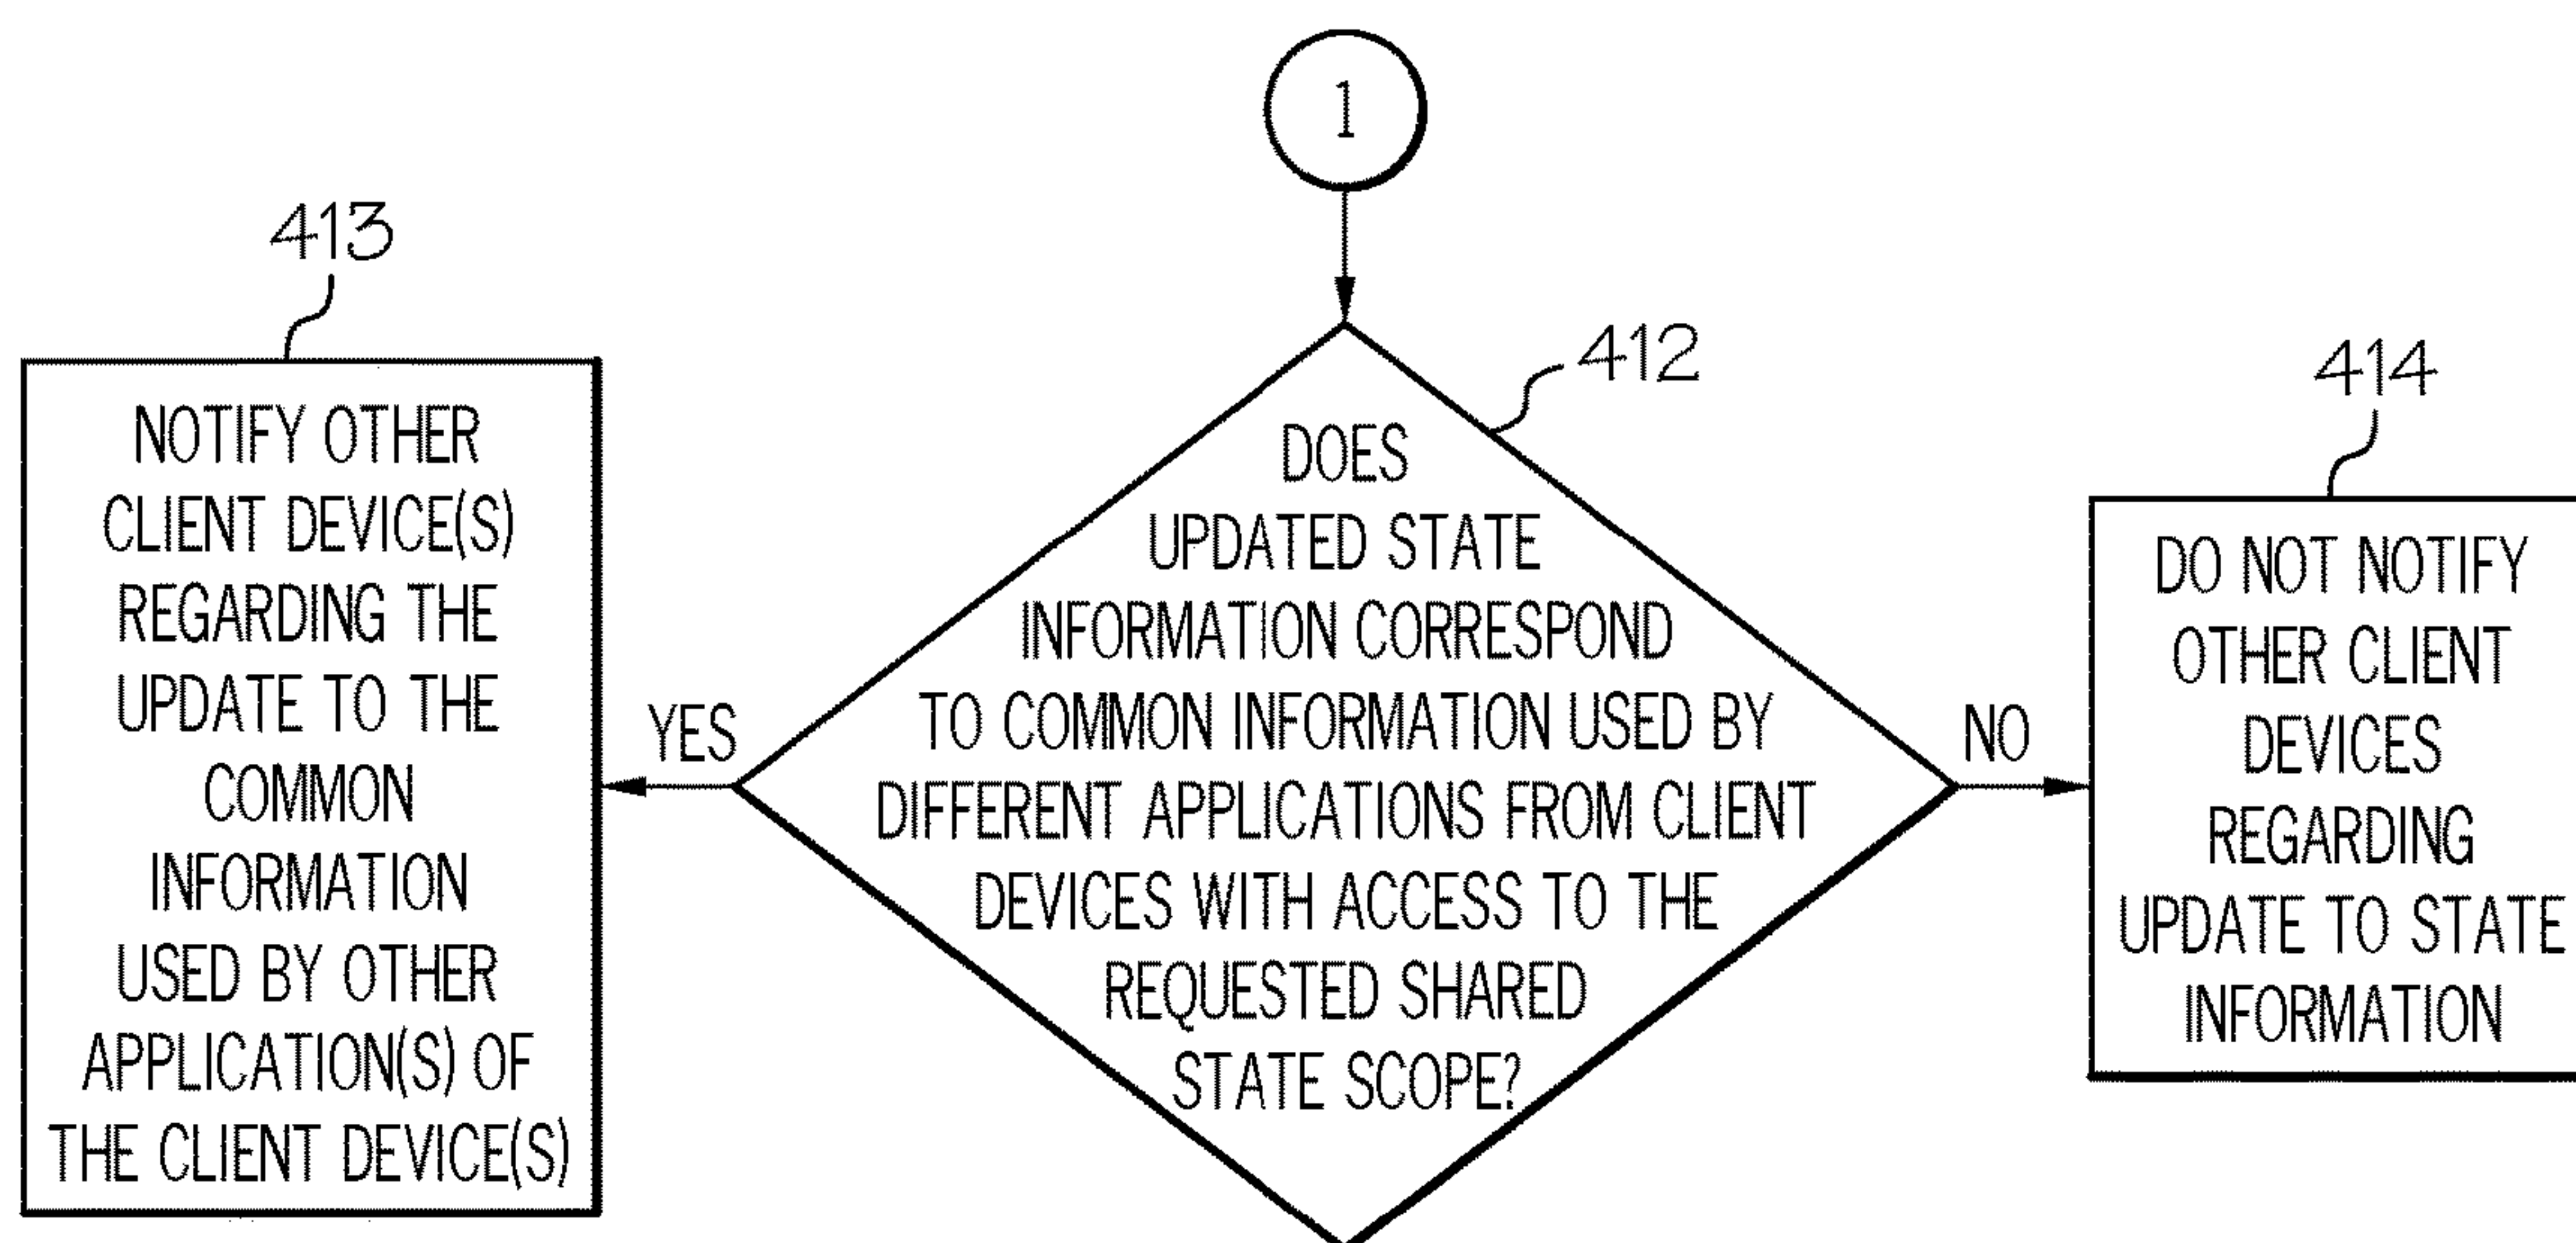 1
413
NOTIFY OTHER
CLIENT DEVICE(S)
REGARDING THE
UPDATE TO THE
COMMON
INFORMATION
USED BY OTHER
APPLICATION(S) OF
THE CLIENT DEVICE(S)
YES
412
DOES
UPDATED STATE
INFORMATION CORRESPOND
TO COMMON INFORMATION USED BY
DIFFERENT APPLICATIONS FROM CLIENT
DEVICES WITH ACCESS TO THE
REQUESTED SHARED
STATE SCOPE?
NO
414
DO NOT NOTIFY
OTHER CLIENT
DEVICES
REGARDING
UPDATE TO STATE
INFORMATION